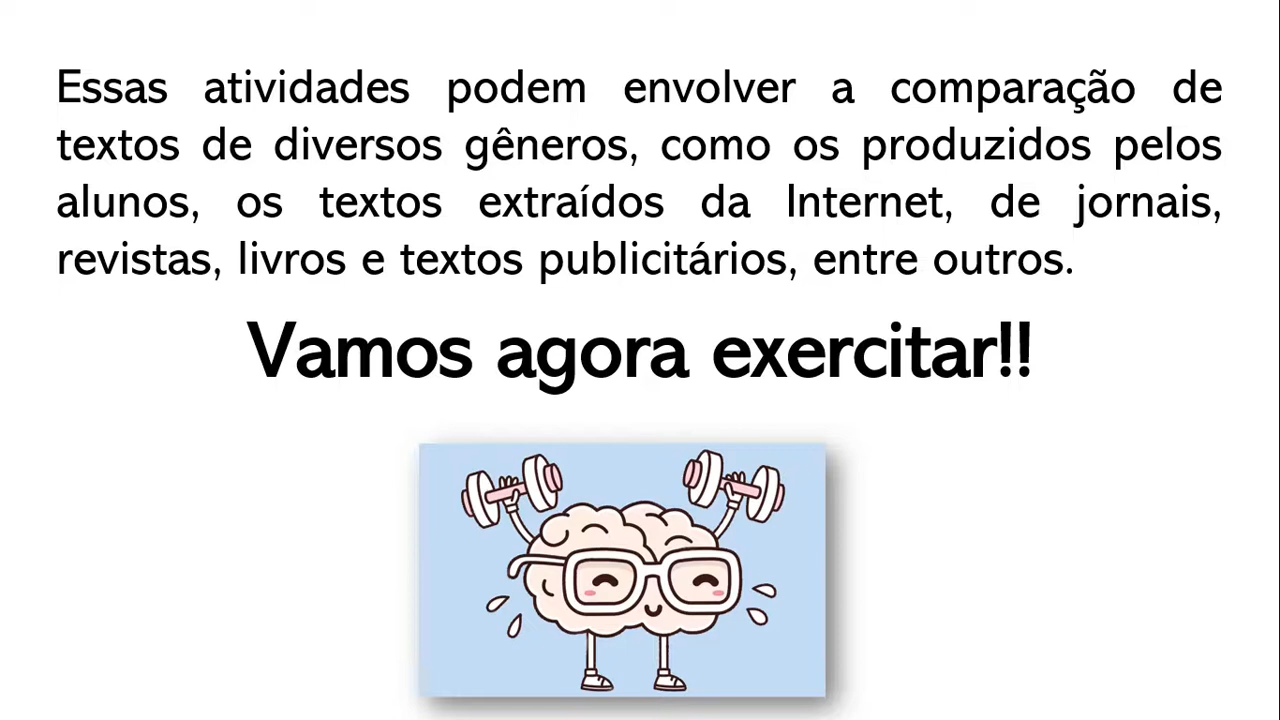 Essas atividades podem envolver a comparação de
textos de diversos gêneros, como os produzidos pelos
alunos, os textos extraídos da Internet, de jornais,
revistas, livros e textos publicitários, entre outros.
Vamos agora exercitar!!